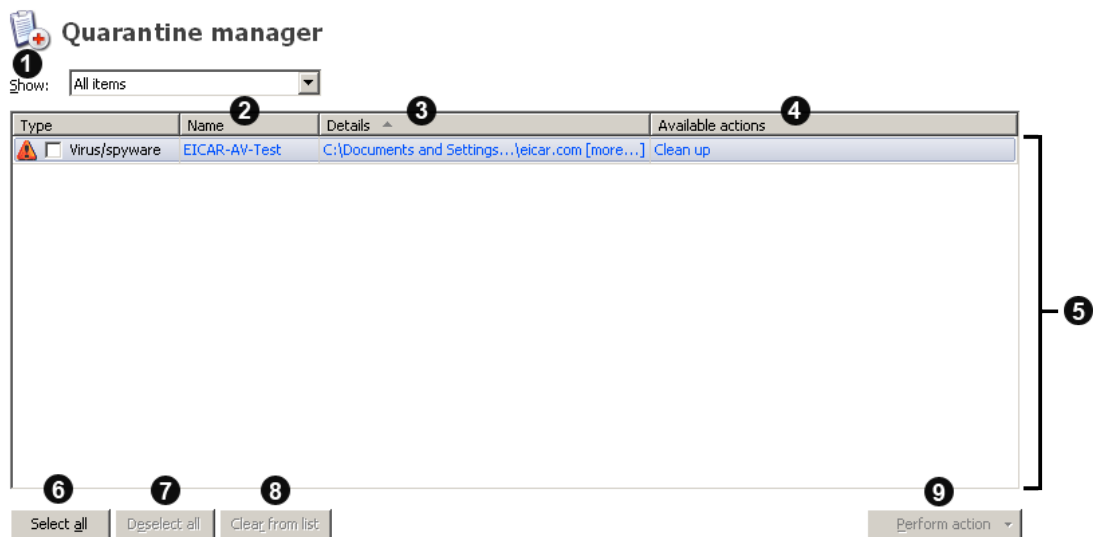 Quarantine manager
1
Show: All items
2 3 4
Type Name Details Available actions
Virus/spyware EICAR-AV-Test C:\Documents and Settings...\eicar.com [more...] Clean up
5
6 7 8 9
Select all Deselect all Clear from list Perform action